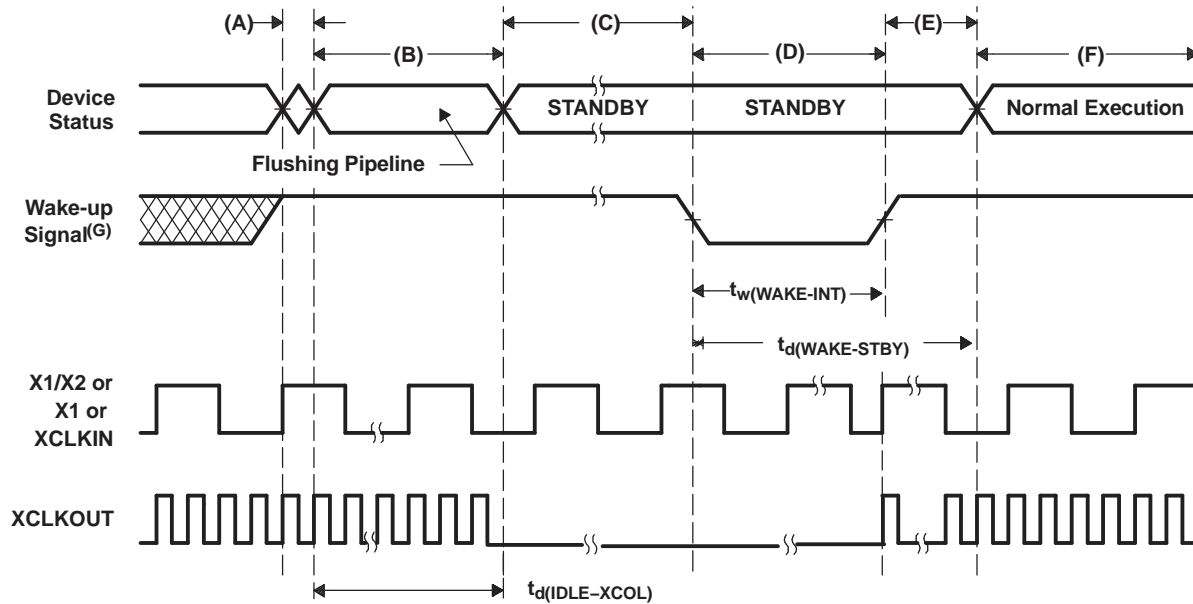 (A)
(C)
(E)
(B)
(D)
(F)
Device
Status
STANDBY
STANDBY
Normal Execution
Flushing Pipeline
Wake-up
Signal(G)
tw(WAKE-INT)
td(WAKE-STBY)
X1/X2 or
X1 or
XCLKIN
XCLKOUT
td(IDLE–XCOL)